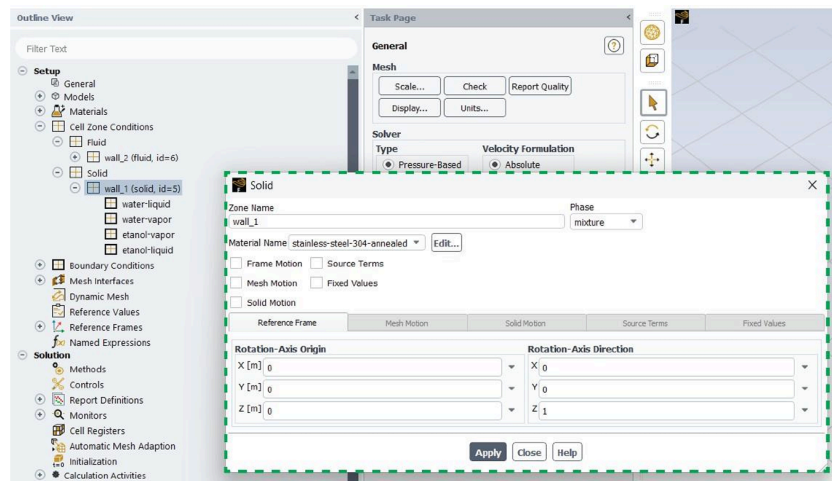 Outline View
Filter Text
Setup
General
Models
Materials
Cell Zone Conditions
Fluid
wall_2 (fluid, id=6)
Solid
wall_1 (solid, id=5)
water-liquid
water-vapor
etanol-vapor
etanol-liquid
Boundary Conditions
Mesh Interfaces
Dynamic Mesh
Reference Values
Reference Frames
Named Expressions
Solution
Methods
Controls
Report Definitions
Monitors
Cell Registers
Automatic Mesh Adaption
Initialization
Calculation Activities
Task Page
General
Mesh
Scale... Check Report Quality
Display... Units...
Solver
Type Velocity Formulation
Pressure-Based Absolute
Solid
Zone Name Phase
wall_1 mixture
Material Name stainless-steel-304-annealed Edit...
Frame Motion Source Terms
Mesh Motion Fixed Values
Solid Motion
Reference Frame Mesh Motion Solid Motion Source Terms Fixed Values
Rotation-Axis Origin Rotation-Axis Direction
X [m] 0 X 0
Y [m] 0 Y 0
Z [m] 0 Z 1
Apply Close Help